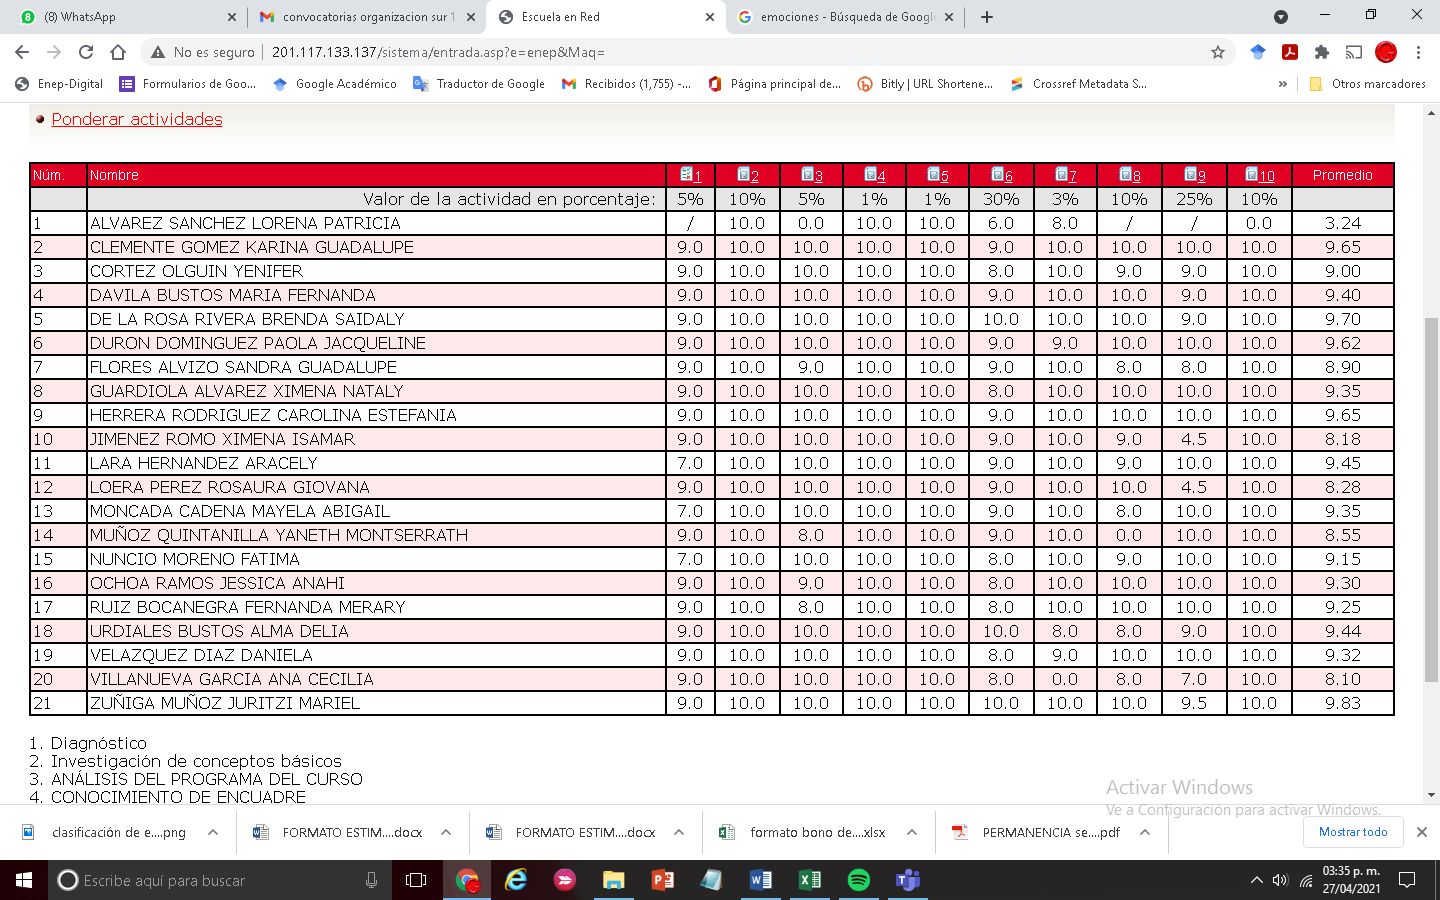 (8) WhatsApp
convocatorias organizacion sur 1
Escuela en Red
emociones - Búsqueda de Google
No es seguro | 201.117.133.137/sistema/entrada.asp?e=enep&Maq=
Enep-Digital Formularios de Goo... Google Académico Traductor de Google Recibidos (1,755) -... Página principal de... Bitly | URL Shortene... Crossref Metadata S... » Otros marcadores
Ponderar actividades
Núm. Nombre 1 2 3 4 5 6 7 8 9 10 Promedio
Valor de la actividad en porcentaje: 5% 10% 5% 1% 1% 30% 3% 10% 25% 10%
1 ALVAREZ SANCHEZ LORENA PATRICIA / 10.0 0.0 10.0 10.0 6.0 8.0 / / 0.0 3.24
2 CLEMENTE GOMEZ KARINA GUADALUPE 9.0 10.0 10.0 10.0 10.0 9.0 10.0 10.0 10.0 10.0 9.65
3 CORTEZ OLGUIN YENIFER 9.0 10.0 10.0 10.0 10.0 8.0 10.0 9.0 9.0 10.0 9.00
4 DAVILA BUSTOS MARIA FERNANDA 9.0 10.0 10.0 10.0 10.0 9.0 10.0 10.0 9.0 10.0 9.40
5 DE LA ROSA RIVERA BRENDA SAIDALY 9.0 10.0 10.0 10.0 10.0 10.0 10.0 10.0 9.0 10.0 9.70
6 DURON DOMINGUEZ PAOLA JACQUELINE 9.0 10.0 10.0 10.0 10.0 9.0 9.0 10.0 10.0 10.0 9.62
7 FLORES ALVIZO SANDRA GUADALUPE 9.0 10.0 9.0 10.0 10.0 9.0 10.0 8.0 8.0 10.0 8.90
8 GUARDIOLA ALVAREZ XIMENA NATALY 9.0 10.0 10.0 10.0 10.0 8.0 10.0 10.0 10.0 10.0 9.35
9 HERRERA RODRIGUEZ CAROLINA ESTEFANIA 9.0 10.0 10.0 10.0 10.0 9.0 10.0 10.0 10.0 10.0 9.65
10 JIMENEZ ROMO XIMENA ISAMAR 9.0 10.0 10.0 10.0 10.0 9.0 10.0 9.0 4.5 10.0 8.18
11 LARA HERNANDEZ ARACELY 7.0 10.0 10.0 10.0 10.0 9.0 10.0 9.0 10.0 10.0 9.45
12 LOERA PEREZ ROSAURA GIOVANA 9.0 10.0 10.0 10.0 10.0 9.0 10.0 10.0 4.5 10.0 8.28
13 MONCADA CADENA MAYELA ABIGAIL 7.0 10.0 10.0 10.0 10.0 9.0 10.0 8.0 10.0 10.0 9.35
14 MUÑOZ QUINTANILLA YANETH MONTSERRATH 9.0 10.0 8.0 10.0 10.0 9.0 10.0 0.0 10.0 10.0 8.55
15 NUNCIO MORENO FATIMA 7.0 10.0 10.0 10.0 10.0 8.0 10.0 9.0 10.0 10.0 9.15
16 OCHOA RAMOS JESSICA ANAHI 9.0 10.0 9.0 10.0 10.0 8.0 10.0 10.0 10.0 10.0 9.30
17 RUIZ BOCANEGRA FERNANDA MERARY 9.0 10.0 8.0 10.0 10.0 8.0 10.0 10.0 10.0 10.0 9.25
18 URDIALES BUSTOS ALMA DELIA 9.0 10.0 10.0 10.0 10.0 10.0 8.0 8.0 9.0 10.0 9.44
19 VELAZQUEZ DIAZ DANIELA 9.0 10.0 10.0 10.0 10.0 8.0 9.0 10.0 10.0 10.0 9.32
20 VILLANUEVA GARCIA ANA CECILIA 9.0 10.0 10.0 10.0 10.0 8.0 0.0 8.0 7.0 10.0 8.10
21 ZUÑIGA MUÑOZ JURITZI MARIEL 9.0 10.0 10.0 10.0 10.0 10.0 10.0 10.0 9.5 10.0 9.83
1. Diagnóstico
2. Investigación de conceptos básicos
3. ANÁLISIS DEL PROGRAMA DEL CURSO
4. CONOCIMIENTO DE ENCUADRE
Activar Windows
Ve a Configuración para activar Windows.
clasificación de e....png FORMATO ESTIM....docx FORMATO ESTIM....docx formato bono de....xlsx PERMANENCIA se....pdf Mostrar todo
Escribe aquí para buscar
03:35 p. m.
27/04/2021